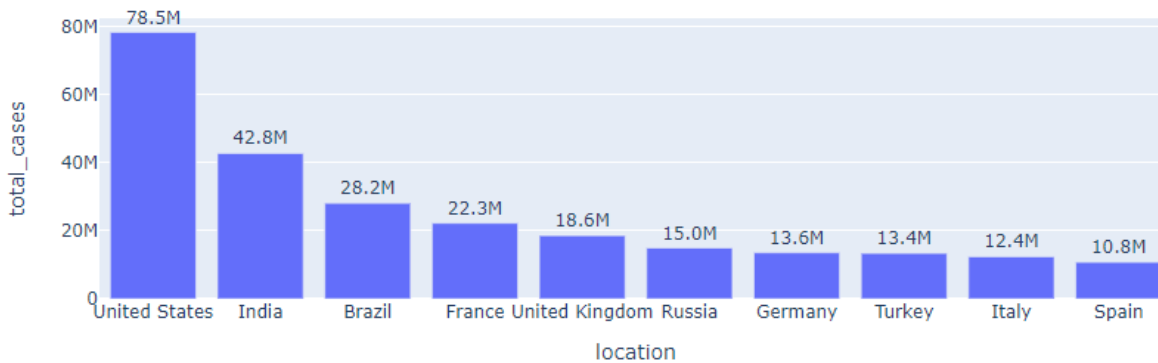 78.5M
80M
total_cases
60M
42.8M
40M
28.2M
22.3M
18.6M
15.0M
13.6M
13.4M
12.4M
10.8M
20M
0
United States India Brazil France United Kingdom Russia Germany Turkey Italy Spain
location